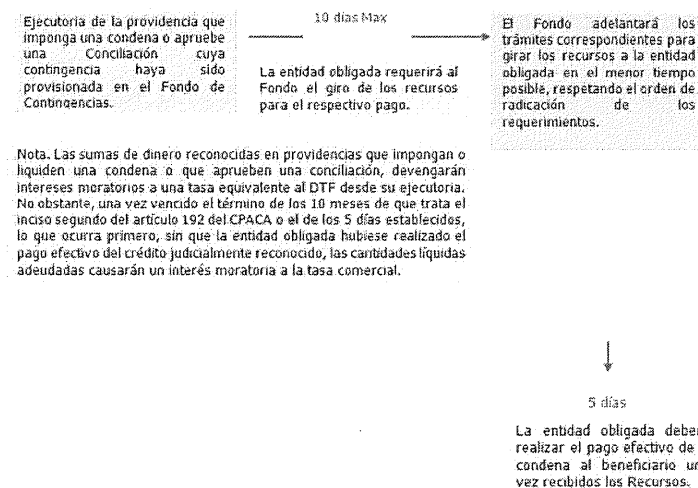 Ejecutoria de la providencia que
imponga una condena o apruebe
una Conciliación cuya
contingencia haya sido
provisionada en el Fondo de
Contingencias.
10 días Max
La entidad obligada requerirá al
Fondo el giro de los recursos
para el respectivo pago.
El Fondo adelantará los
trámites correspondientes para
girar los recursos a la entidad
obligada en el menor tiempo
posible, respetando el orden de
radicación de los
requerimientos.
Nota. Las sumas de dinero reconocidas en providencias que impongan o
liquiden una condena o que aprueben una conciliación, devengarán
intereses moratorios a una tasa equivalente al DTF desde su ejecutoria.
No obstante, una vez vencido el término de los 10 meses de que trata el
inciso segundo del artículo 192 del CPACA o el de los 5 días establecidos,
lo que ocurra primero, sin que la entidad obligada hubiese realizado el
pago efectivo del crédito judicialmente reconocido, las cantidades líquidas
adeudadas causarán un interés moratoria a la tasa comercial.
5 días
La entidad obligada
realizar el pago efectivo de
condena al beneficiario
vez recibidos los Recursos.